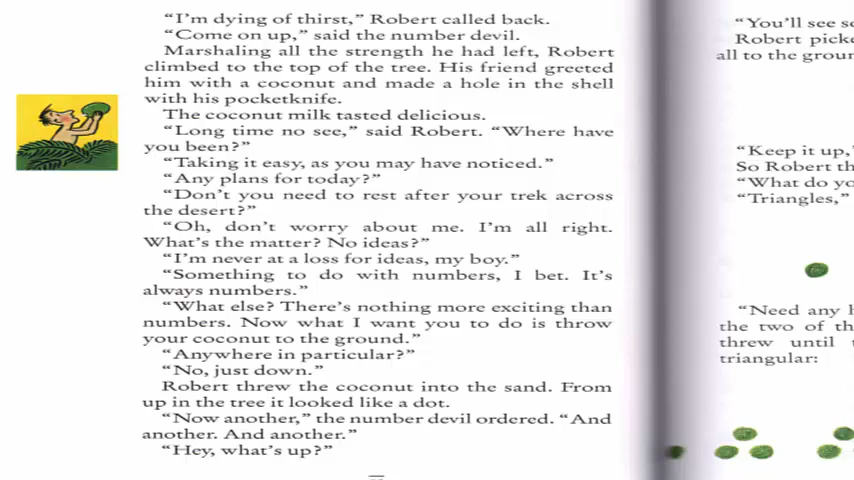 “I’m dying of thirst,” Robert called back.
“Come on up,” said the number devil.
Marshaling all the strength he had left, Robert
climbed to the top of the tree. His friend greeted
him with a coconut and made a hole in the shell
with his pocketknife.
The coconut milk tasted delicious.
“Long time no see,” said Robert. “Where have
you been?”
“Taking it easy, as you may have noticed.”
“Any plans for today?”
“Don’t you need to rest after your trek across
the desert?”
“Oh, don’t worry about me. I’m all right.
What’s the matter? No ideas?”
“I’m never at a loss for ideas, my boy.”
“Something to do with numbers, I bet. It’s
always numbers.”
“What else? There’s nothing more exciting than
numbers. Now what I want you to do is throw
your coconut to the ground.”
“Anywhere in particular?”
“No, just down.”
Robert threw the coconut into the sand. From
up in the tree it looked like a dot.
“Now another,” the number devil ordered. “And
another. And another.”
“Hey, what’s up?”
“You’ll see
Robert
all to the
“Keep it up,”
So Robert
“What do
“Triangles,”
“Need any
the two of
threw until
triangular: